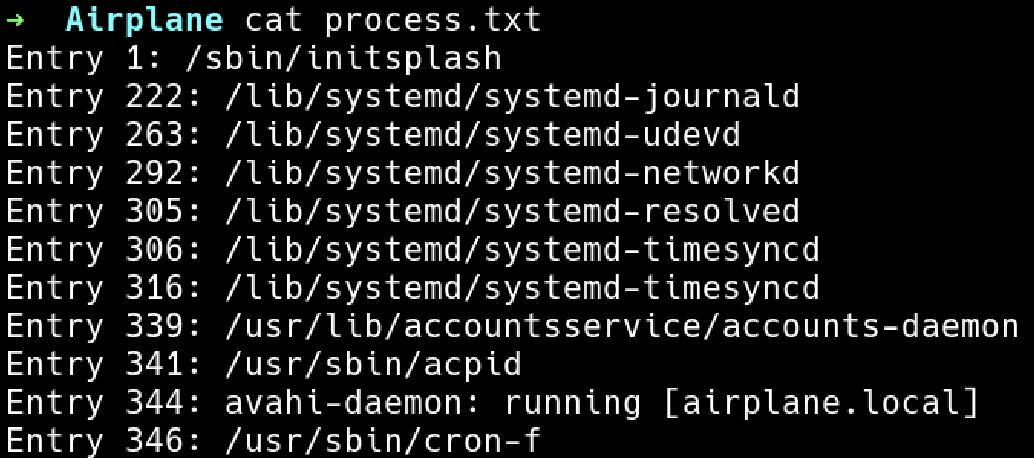 → Airplane cat process.txt
Entry 1: /sbin/initsplash
Entry 222: /lib/systemd/systemd-journald
Entry 263: /lib/systemd/systemd-udevd
Entry 292: /lib/systemd/systemd-networkd
Entry 305: /lib/systemd/systemd-resolved
Entry 306: /lib/systemd/systemd-timesyncd
Entry 316: /lib/systemd/systemd-timesyncd
Entry 339: /usr/lib/accountsservice/accounts-daemon
Entry 341: /usr/sbin/acpid
Entry 344: avahi-daemon: running [airplane.local]
Entry 346: /usr/sbin/cron-f